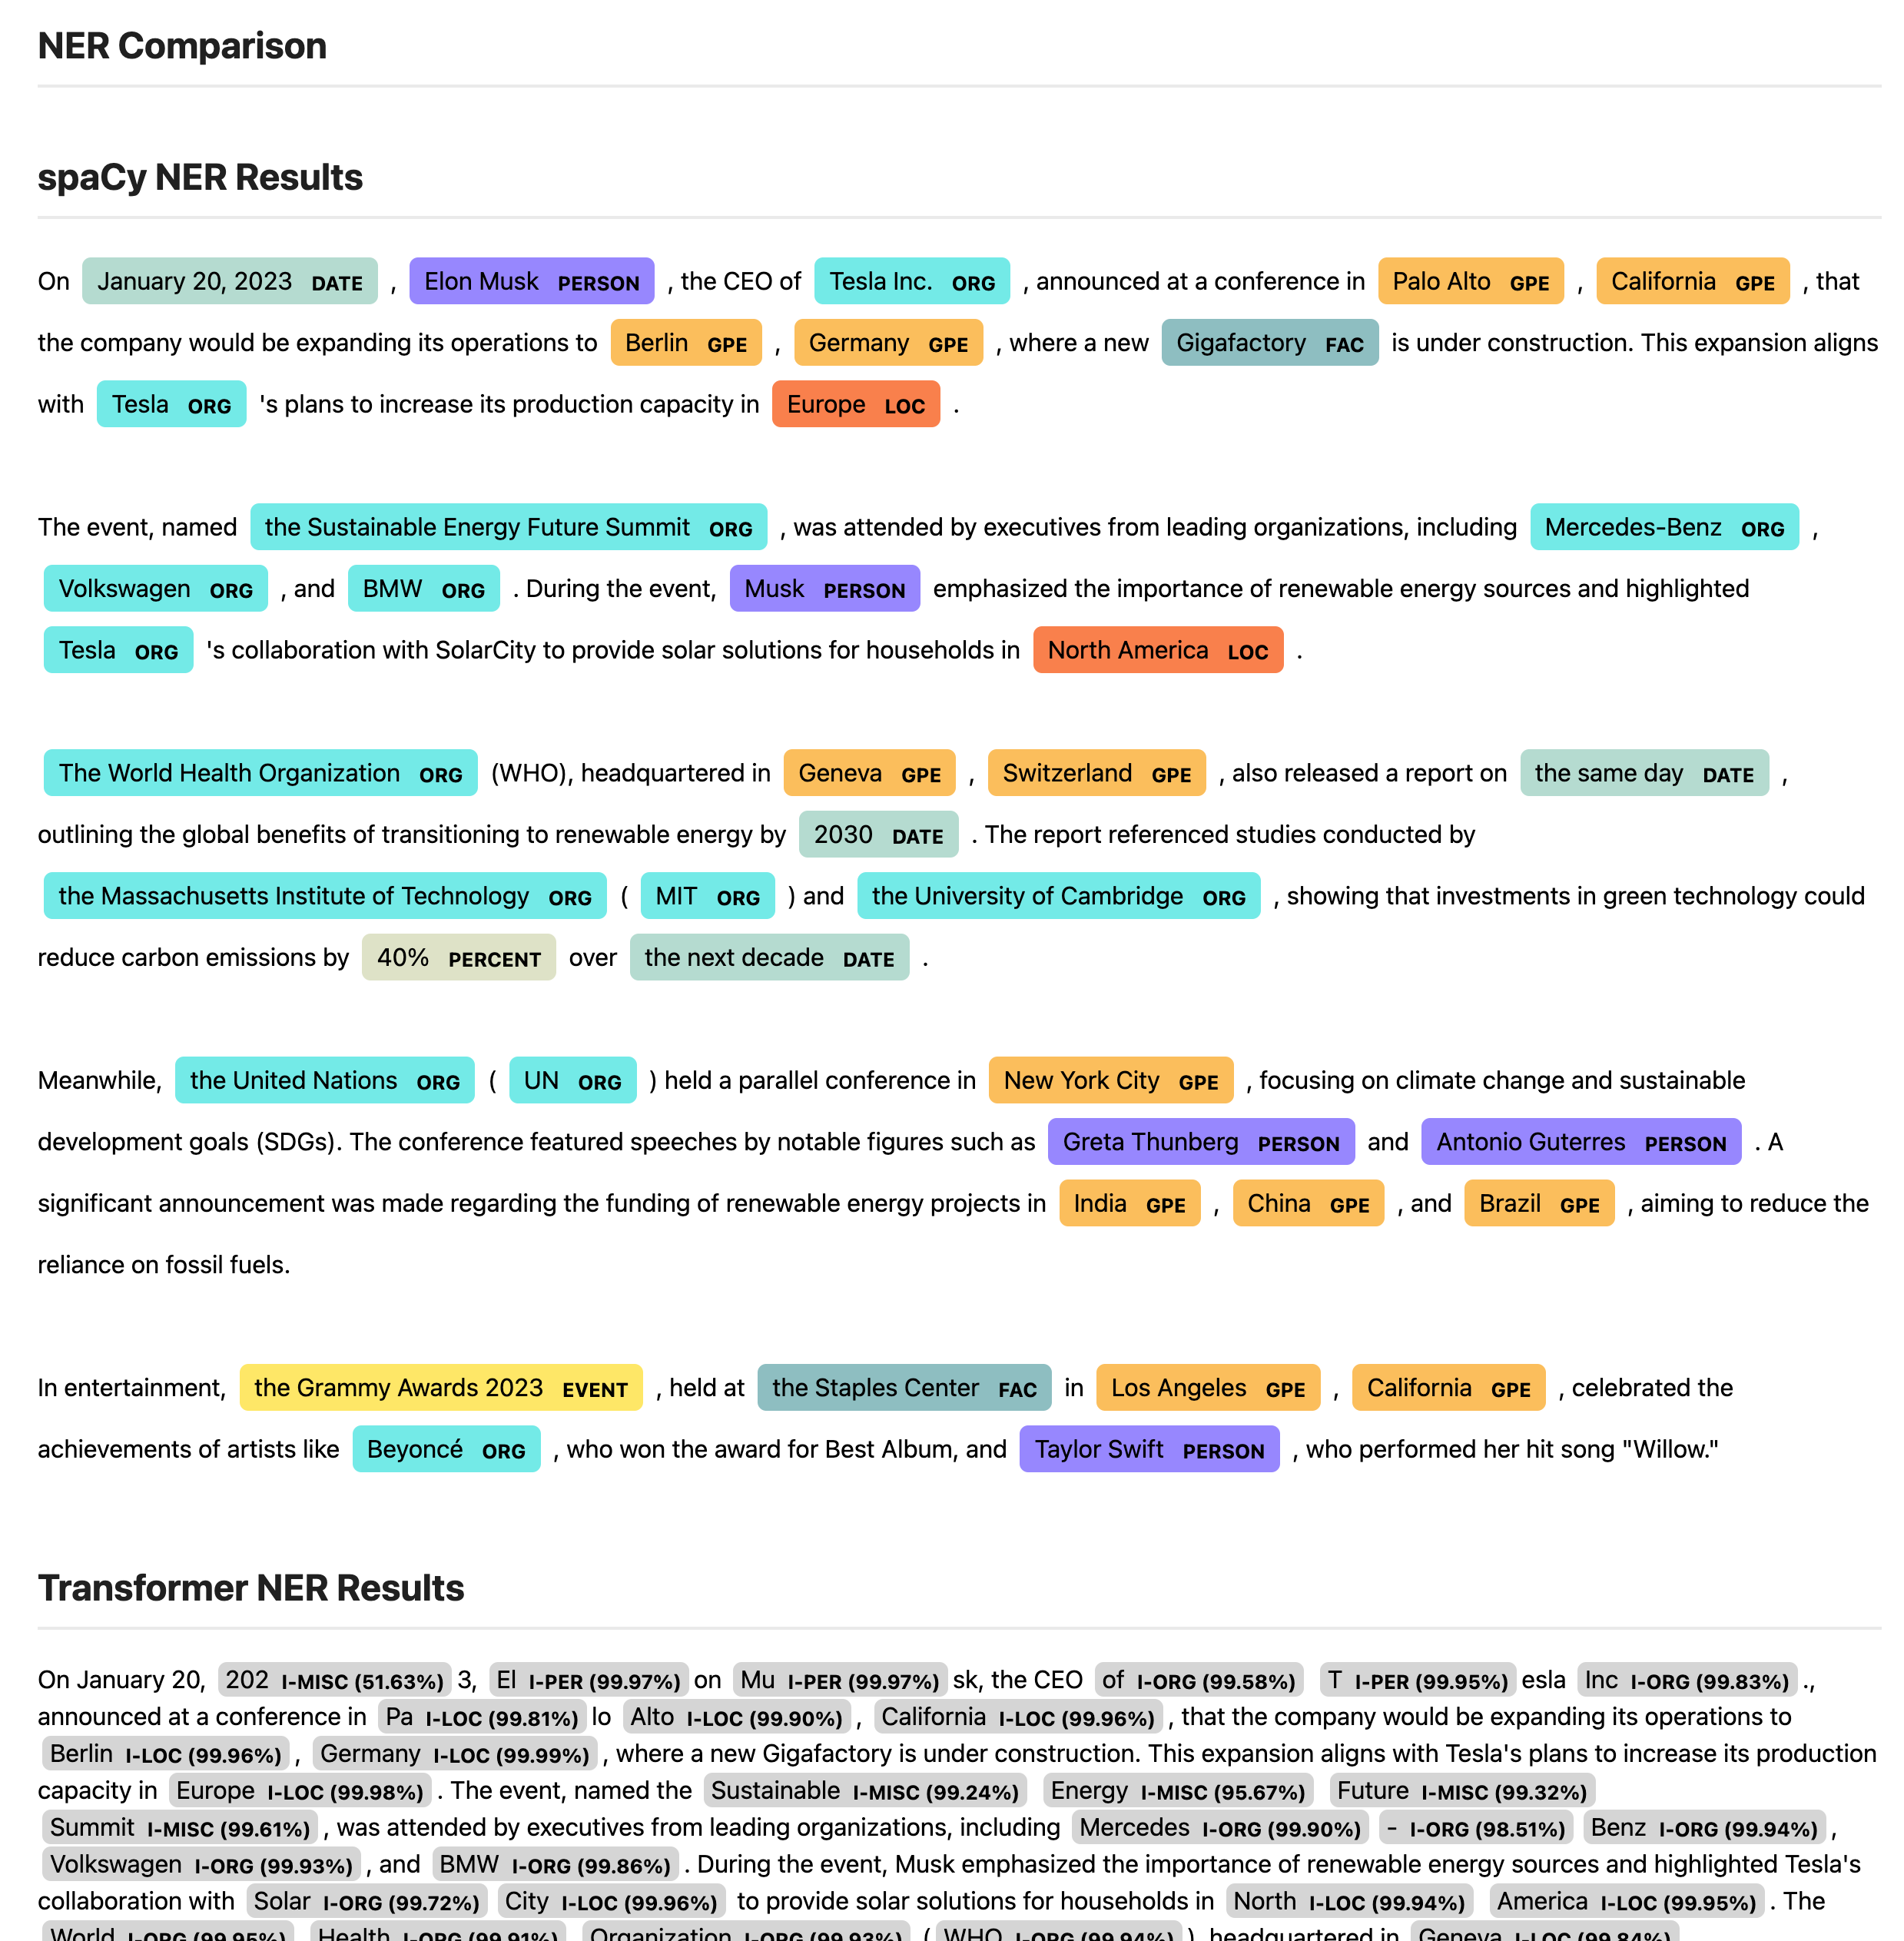 NER Comparison
spaCy NER Results
On January 20, 2023 DATE , Elon Musk PERSON , the CEO of Tesla Inc. ORG , announced at a conference in Palo Alto GPE , California GPE , that
the company would be expanding its operations to Berlin GPE , Germany GPE , where a new Gigafactory FAC is under construction. This expansion aligns
with Tesla ORG 's plans to increase its production capacity in Europe LOC .
The event, named the Sustainable Energy Future Summit ORG , was attended by executives from leading organizations, including Mercedes-Benz ORG ,
Volkswagen ORG , and BMW ORG . During the event, Musk PERSON emphasized the importance of renewable energy sources and highlighted
Tesla ORG 's collaboration with SolarCity to provide solar solutions for households in North America LOC .
The World Health Organization ORG (WHO), headquartered in Geneva GPE , Switzerland GPE , also released a report on the same day DATE ,
outlining the global benefits of transitioning to renewable energy by 2030 DATE . The report referenced studies conducted by
the Massachusetts Institute of Technology ORG ( MIT ORG ) and the University of Cambridge ORG , showing that investments in green technology could
reduce carbon emissions by 40% PERCENT over the next decade DATE .
Meanwhile, the United Nations ORG ( UN ORG ) held a parallel conference in New York City GPE , focusing on climate change and sustainable
development goals (SDGs). The conference featured speeches by notable figures such as Greta Thunberg PERSON and Antonio Guterres PERSON . A
significant announcement was made regarding the funding of renewable energy projects in India GPE , China GPE , and Brazil GPE , aiming to reduce the
reliance on fossil fuels.
In entertainment, the Grammy Awards 2023 EVENT , held at the Staples Center FAC in Los Angeles GPE , California GPE , celebrated the
achievements of artists like Beyoncé ORG , who won the award for Best Album, and Taylor Swift PERSON , who performed her hit song "Willow."
Transformer NER Results
On January 20, 202 I-MISC (51.63%) 3, El I-PER (99.97%) on Mu I-PER (99.97%) sk, the CEO of I-ORG (99.58%) T I-PER (99.95%) esla Inc I-ORG (99.83%) .,
announced at a conference in Pa I-LOC (99.81%) lo Alto I-LOC (99.90%) , California I-LOC (99.96%) , that the company would be expanding its operations to
Berlin I-LOC (99.96%) , Germany I-LOC (99.99%) , where a new Gigafactory is under construction. This expansion aligns with Tesla's plans to increase its production
capacity in Europe I-LOC (99.98%) . The event, named the Sustainable I-MISC (99.24%) Energy I-MISC (95.67%) Future I-MISC (99.32%)
Summit I-MISC (99.61%) , was attended by executives from leading organizations, including Mercedes I-ORG (99.90%) - I-ORG (98.51%) Benz I-ORG (99.94%) ,
Volkswagen I-ORG (99.93%) , and BMW I-ORG (99.86%) . During the event, Musk emphasized the importance of renewable energy sources and highlighted Tesla's
collaboration with Solar I-ORG (99.72%) City I-LOC (99.96%) to provide solar solutions for households in North I-LOC (99.94%) America I-LOC (99.95%) . The
World I-ORG (99.95%) Health I-ORG (99.91%) Organization I-ORG (99.93%) ( WHO I-ORG (99.94%) ), headquartered in Geneva I-LOC (99.84%)